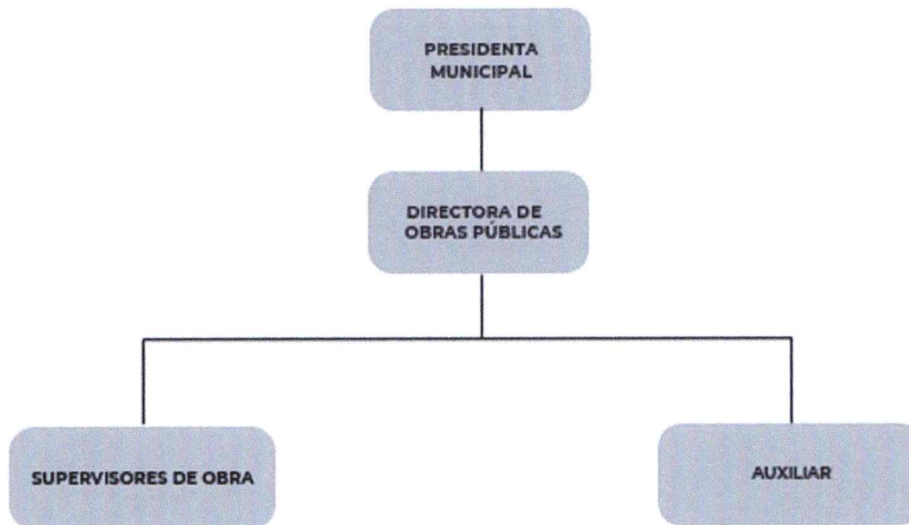 PRESIDENTA
MUNICIPAL
DIRECTORA DE
OBRAS PÚBLICAS
SUPERVISORES DE OBRA
AUXILIAR